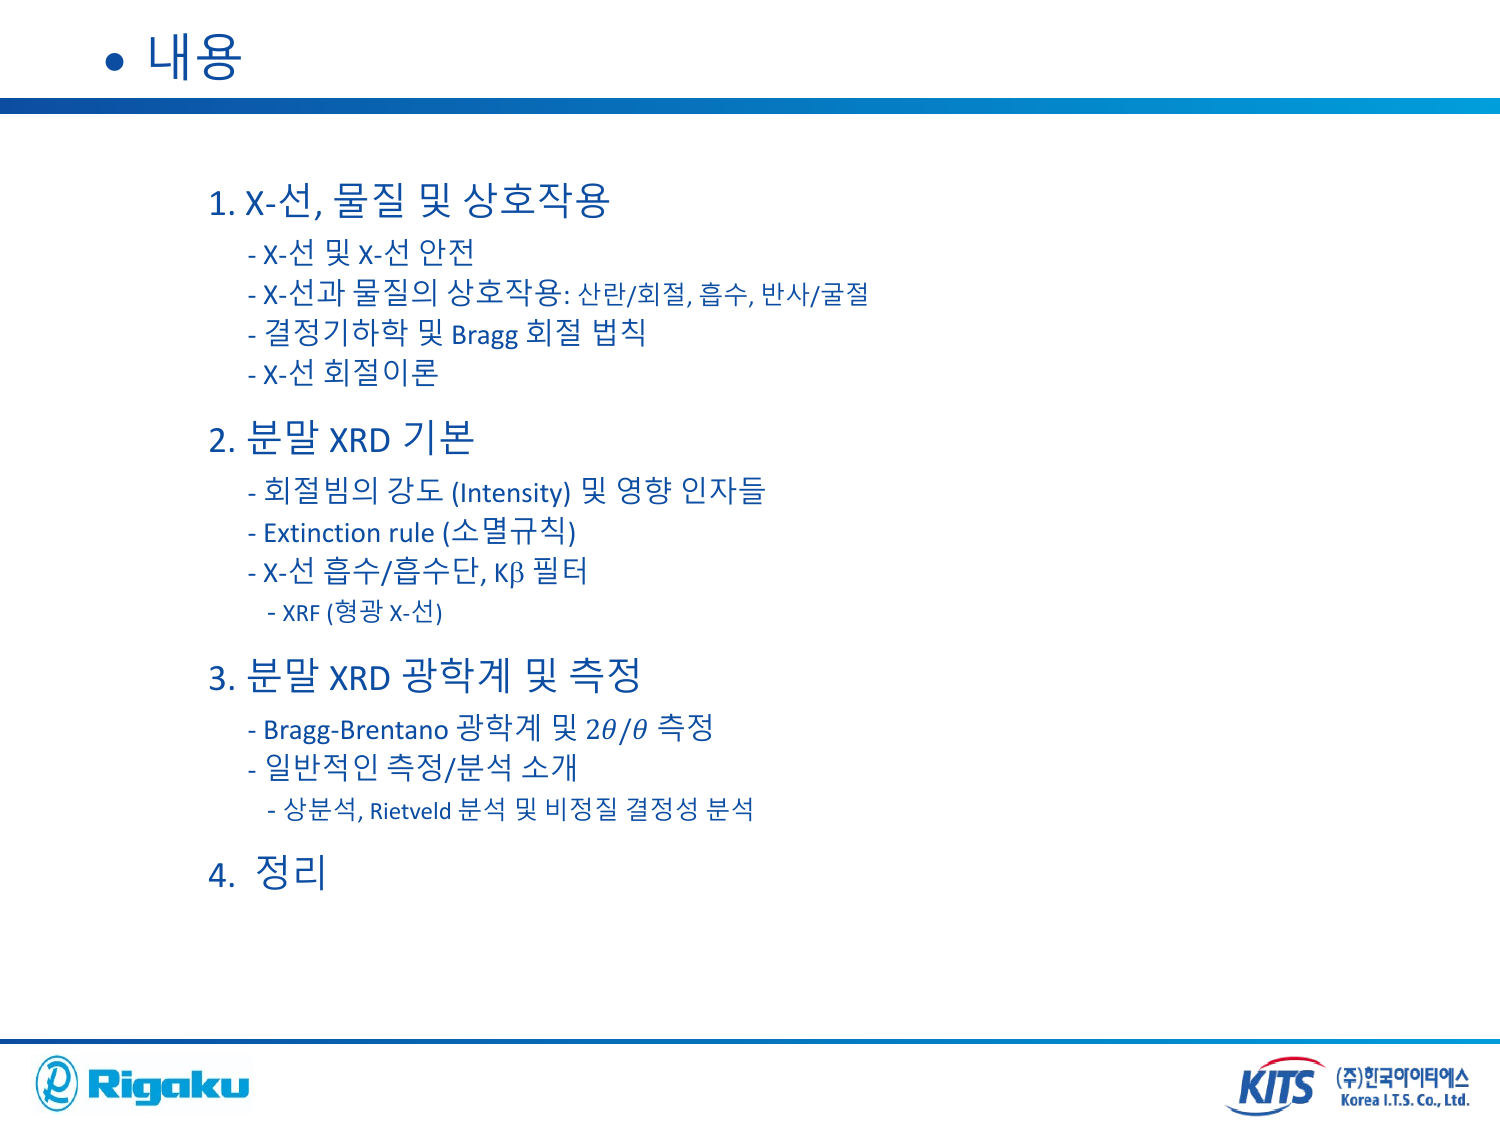 • 내용
1. X-선, 물질 및 상호작용
- X-선 및 X-선 안전
- X-선과 물질의 상호작용: 산란/회절, 흡수, 반사/굴절
- 결정기하학 및 Bragg 회절 법칙
- X-선 회절이론
2. 분말 XRD 기본
- 회절빔의 강도 (Intensity) 및 영향 인자들
- Extinction rule (소멸규칙)
- X-선 흡수/흡수단, Kβ 필터
- XRF (형광 X-선)
3. 분말 XRD 광학계 및 측정
- Bragg-Brentano 광학계 및 2θ/θ 측정
- 일반적인 측정/분석 소개
- 상분석, Rietveld 분석 및 비정질 결정성 분석
4. 정리
Rigaku
KITS (주)한국아이티에스
Korea I.T.S. Co., Ltd.